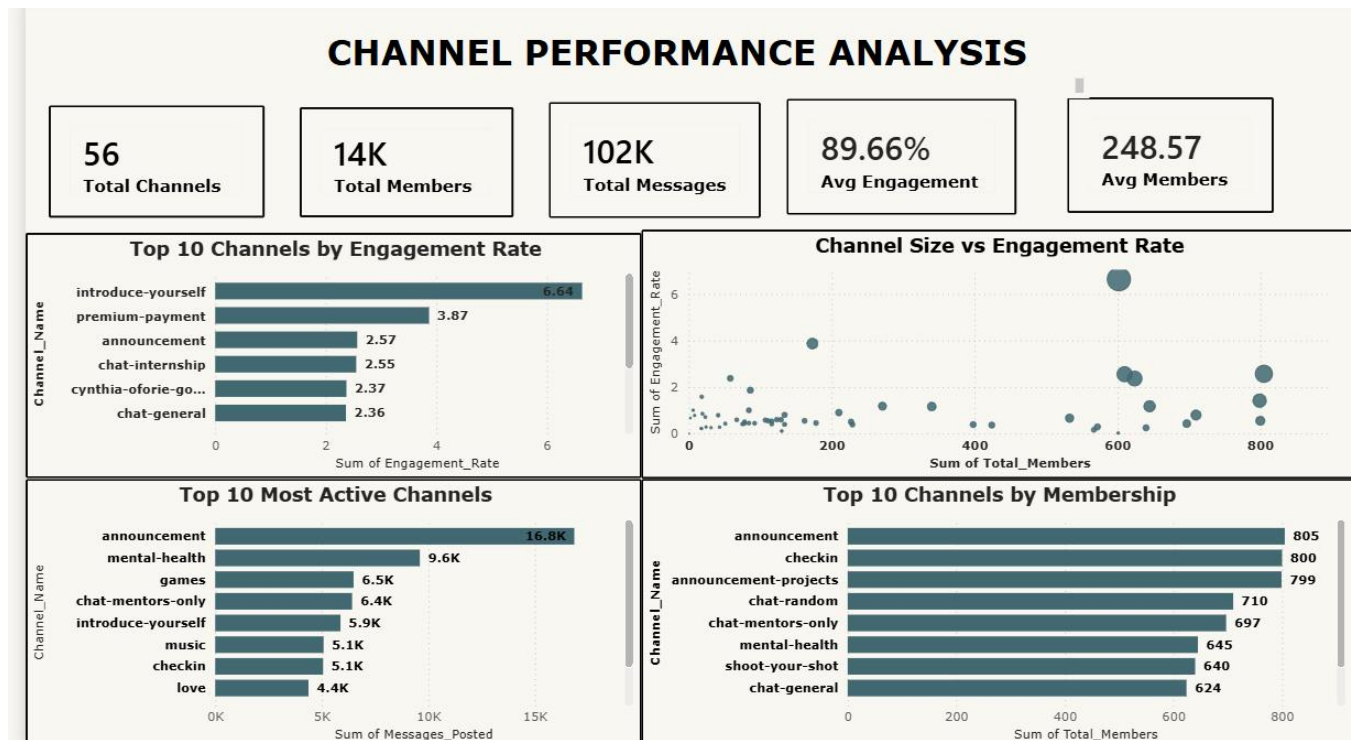 CHANNEL PERFORMANCE ANALYSIS
56
Total Channels
14K
Total Members
102K
Total Messages
89.66%
Avg Engagement
248.57
Avg Members
Top 10 Channels by Engagement Rate
Channel_Name
introduce-yourself 6.64
premium-payment 3.87
announcement 2.57
chat-internship 2.55
cynthia-oforie-go... 2.37
chat-general 2.36
0 2 4 6
Sum of Engagement_Rate
Channel Size vs Engagement Rate
Sum of Engagement_Rate
6
4
2
0
0 200 400 600 800
Sum of Total_Members
Top 10 Most Active Channels
Channel_Name
announcement 16.8K
mental-health 9.6K
games 6.5K
chat-mentors-only 6.4K
introduce-yourself 5.9K
music 5.1K
checkin 5.1K
love 4.4K
0K 5K 10K 15K
Sum of Messages_Posted
Top 10 Channels by Membership
Channel_Name
announcement 805
checkin 800
announcement-projects 799
chat-random 710
chat-mentors-only 697
mental-health 645
shoot-your-shot 640
chat-general 624
0 200 400 600 800
Sum of Total_Members